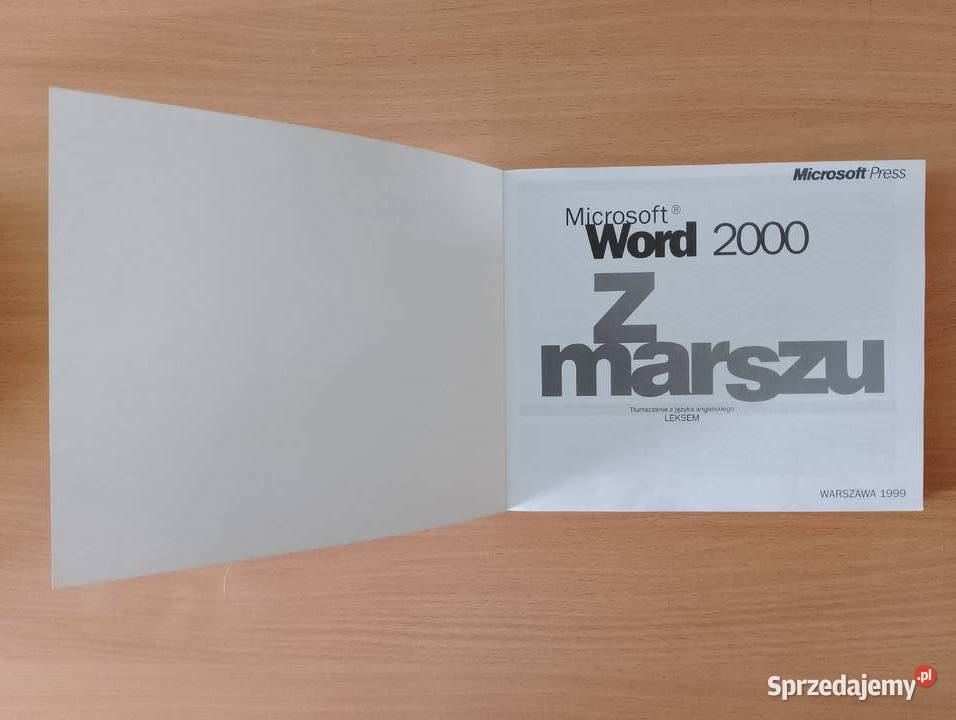 Microsoft Press
Microsoft®
Word 2000
z
marszu
Tłumaczenie z języka angielskiego
LEKSEM
WARSZAWA 1999
Sprzedajemy.pl